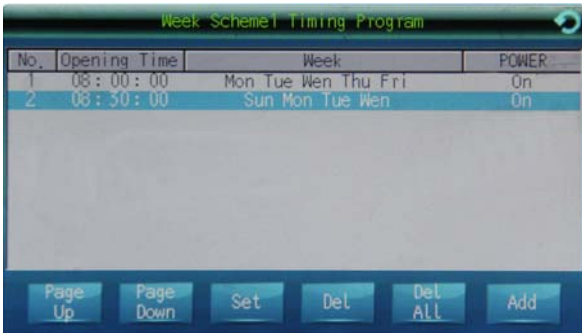 Week Scheme1 Timing Program
No. Opening Time Week POWER
1 08:00:00 Mon Tue Wen Thu Fri On
2 08:30:00 Sun Mon Tue Wen On
Page Up Page Down Set Del Del All Add